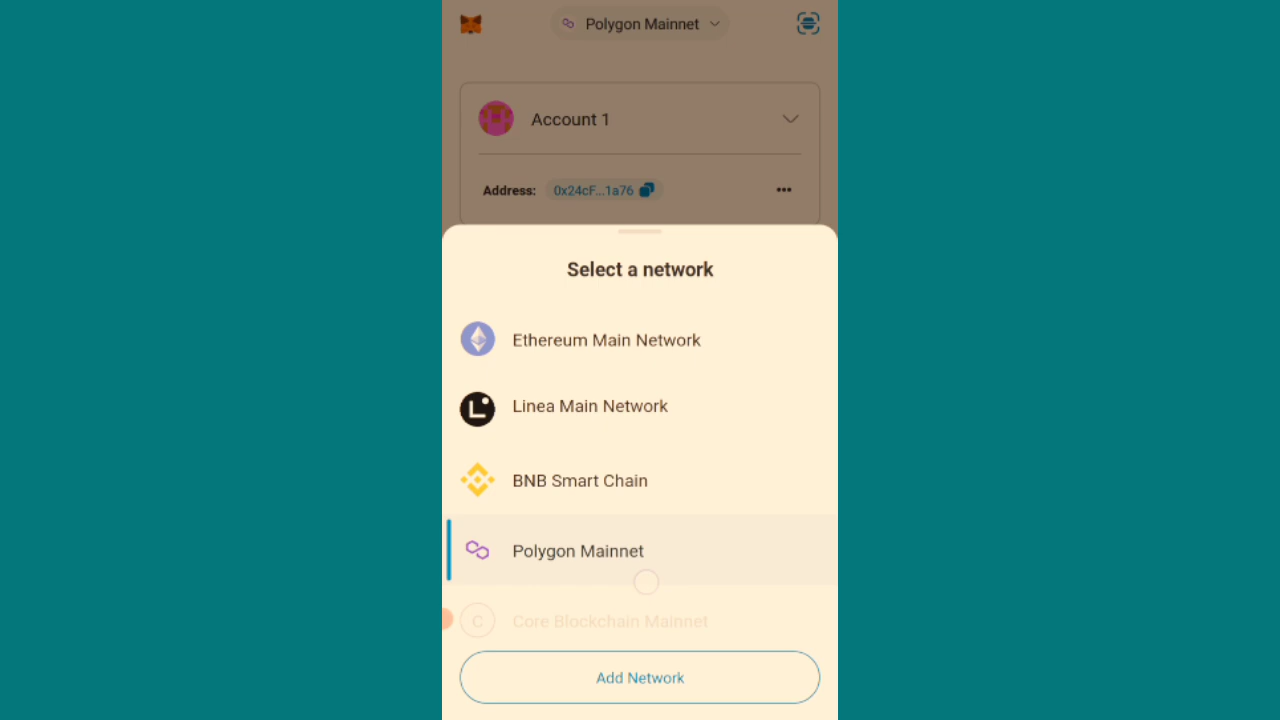 Polygon Mainnet
Account 1
Address: 0x24cF...1a76
Select a network
Ethereum Main Network
Linea Main Network
BNB Smart Chain
Polygon Mainnet
C Core Blockchain Mainnet
Add Network